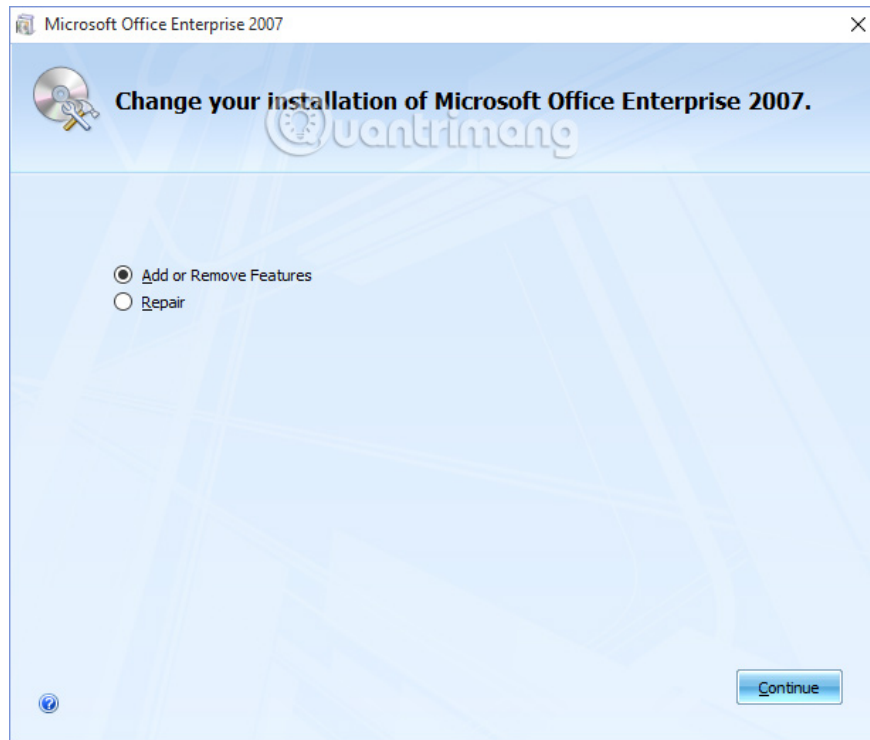 Microsoft Office Enterprise 2007
Change your installation of Microsoft Office Enterprise 2007.
Quantrimang
Add or Remove Features
Repair
Continue